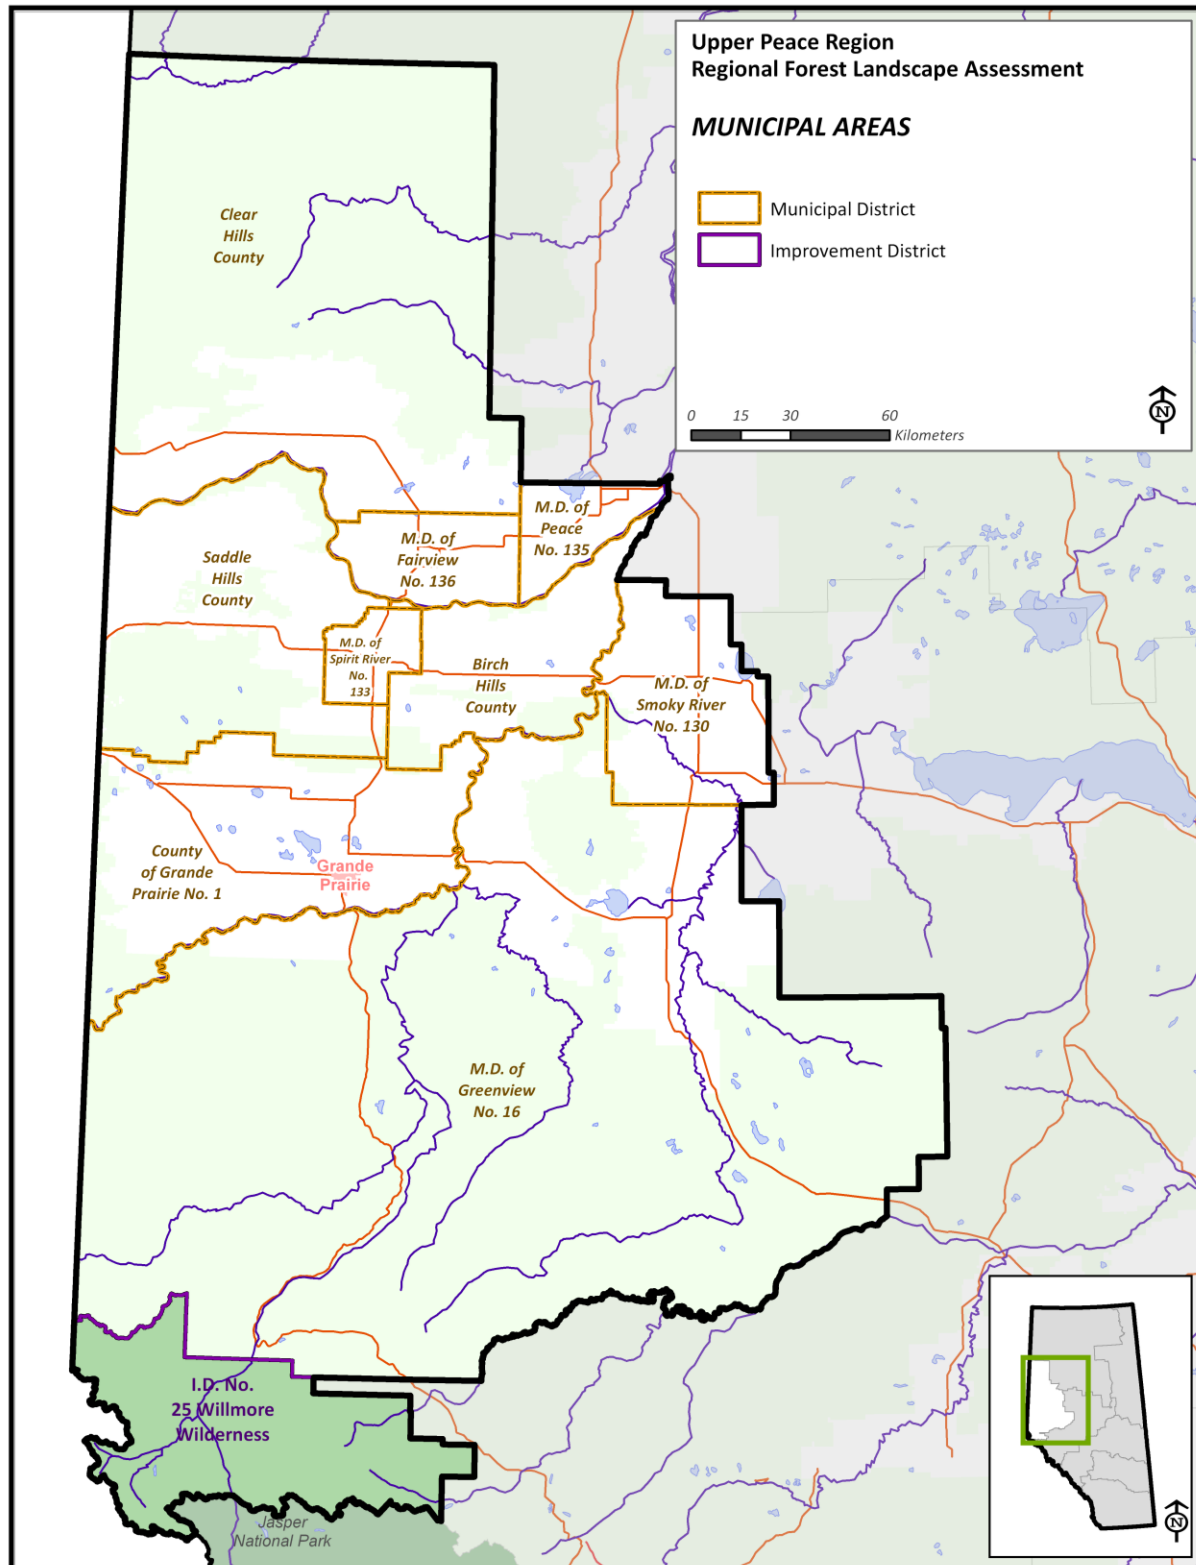 Upper Peace Region
Regional Forest Landscape Assessment
MUNICIPAL AREAS
Municipal District
Improvement District
0 15 30 60
Kilometers
N
Clear
Hills
County
M.D. of
Peace
No. 135
M.D. of
Fairview
No. 136
Saddle
Hills
County
M.D. of
Spirit River
No.
133
Birch
Hills
County
M.D. of
Smoky River
No. 130
County
of Grande
Prairie No. 1
Grande
Prairie
M.D. of
Greenview
No. 16
I.D. No.
25 Willmore
Wilderness
Jasper
National Park
N